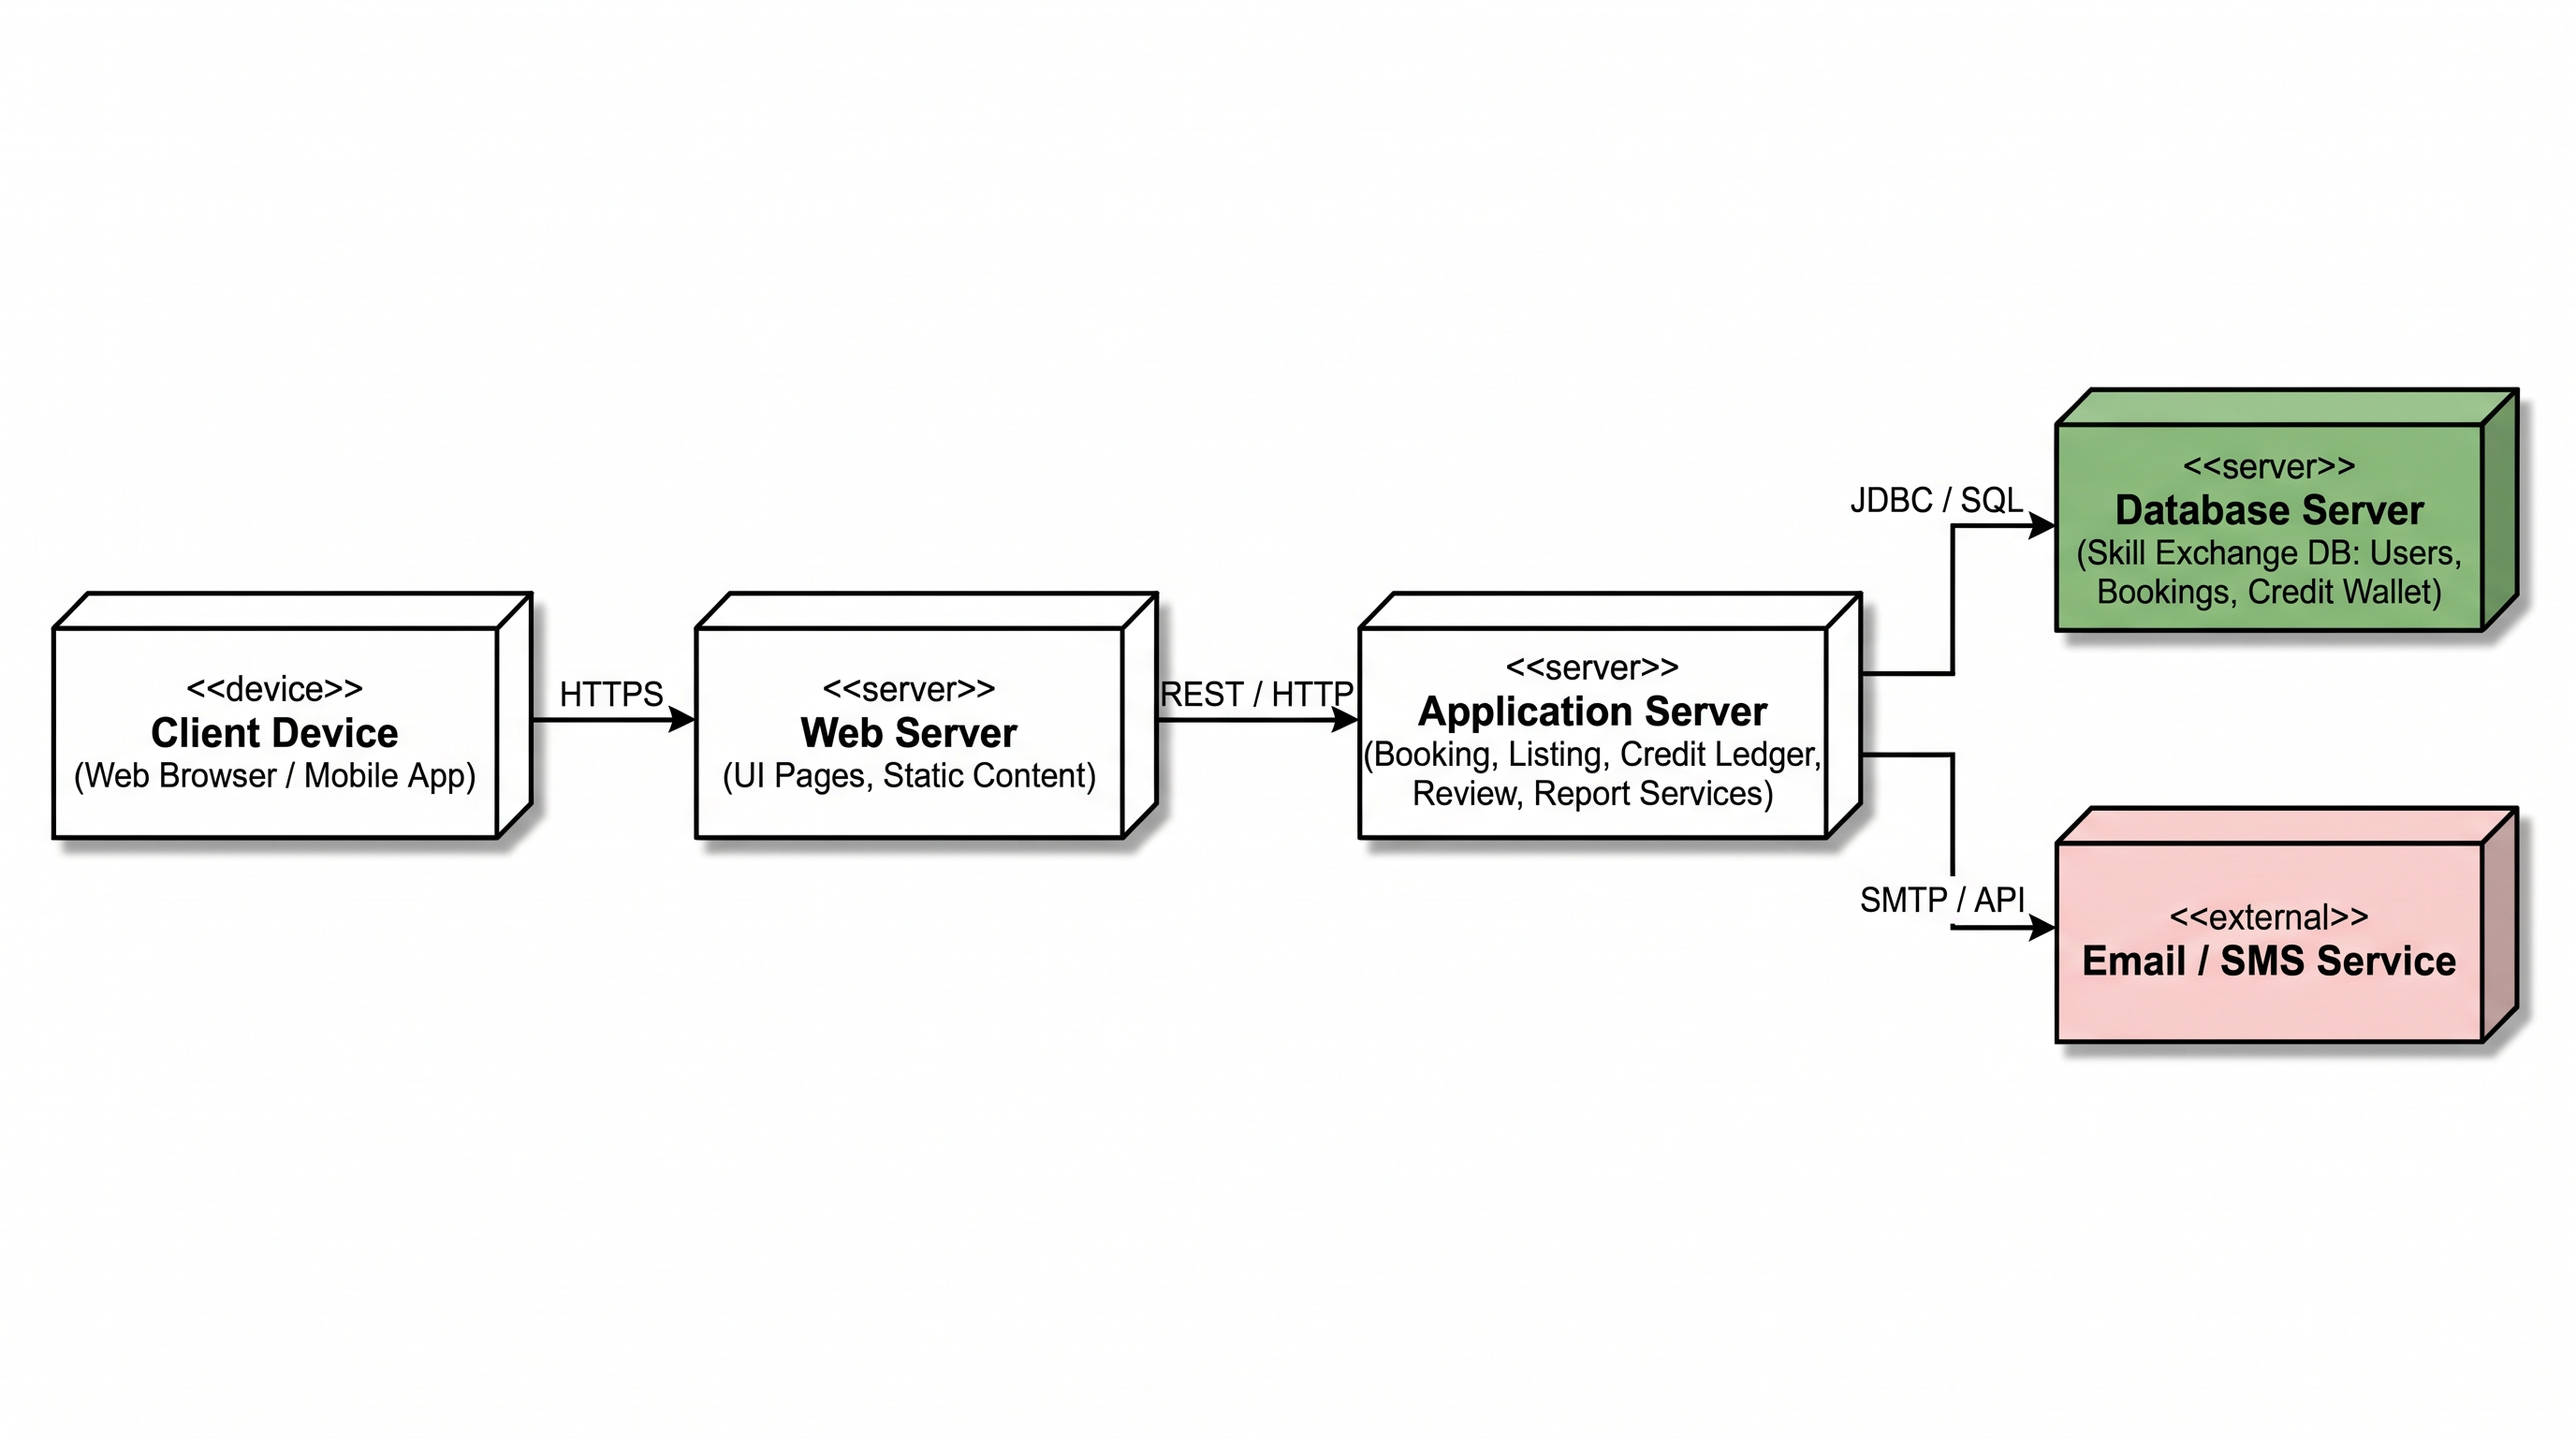 <<device>>
Client Device
(Web Browser / Mobile App)
HTTPS
<<server>>
Web Server
(UI Pages, Static Content)
REST / HTTP
<<server>>
Application Server
(Booking, Listing, Credit Ledger,
Review, Report Services)
JDBC / SQL
<<server>>
Database Server
(Skill Exchange DB: Users,
Bookings, Credit Wallet)
SMTP / API
<<external>>
Email / SMS Service